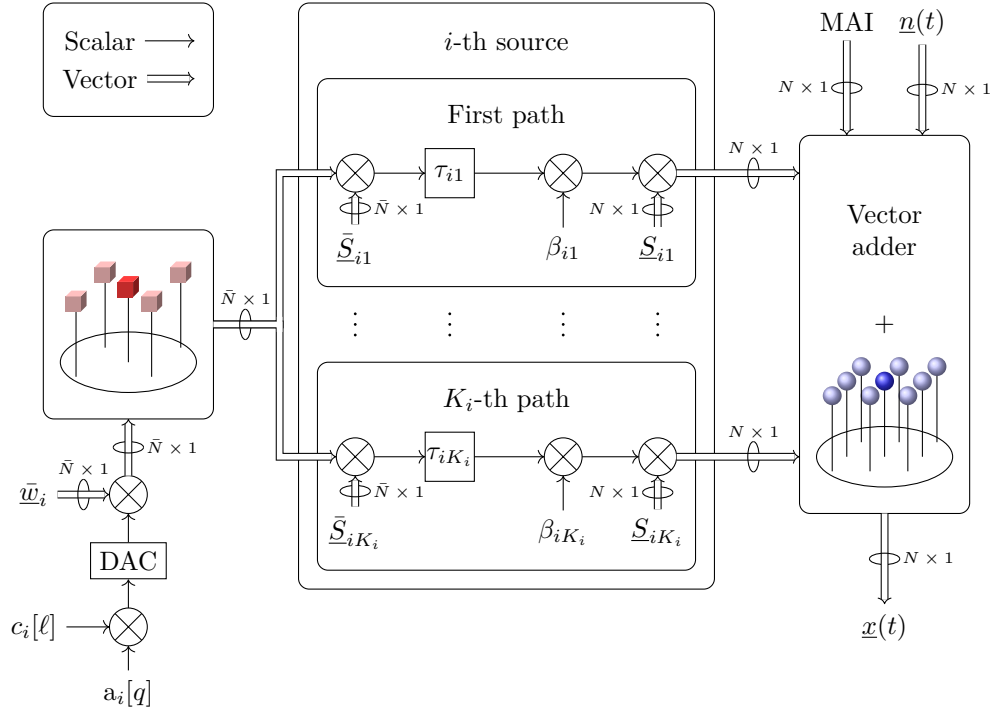 Scalar
Vector
i-th source
First path
τ_{i1}
N̄ × 1
N × 1
S̲̄_{i1}
β_{i1}
S̲_{i1}
⋮ ⋮ ⋮ ⋮
K_i-th path
τ_{iK_i}
N̄ × 1
N × 1
S̲̄_{iK_i}
β_{iK_i}
S̲_{iK_i}
N̄ × 1
N̄ × 1
N̄ × 1
w̲̄_i
DAC
c_i[ℓ]
a_i[q]
MAI n̲(t)
N × 1
N × 1
N × 1
N × 1
Vector
adder
+
N × 1
x̲(t)